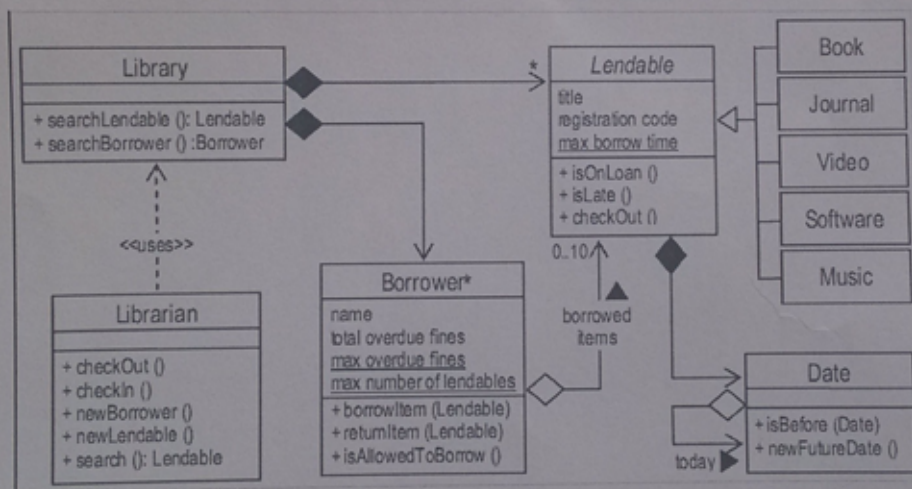 Library
+ searchLendable (): Lendable
+ searchBorrower () :Borrower
*
Lendable
title
registration code
max borrow time
+ isOnLoan ()
+ isLate ()
+ checkOut ()
Book
Journal
Video
Software
Music
<<uses>>
Librarian
+ checkOut ()
+ checkIn ()
+ newBorrower ()
+ newLendable ()
+ search (): Lendable
Borrower*
name
total overdue fines
max overdue fines
max number of lendables
+ borrowItem (Lendable)
+ returnItem (Lendable)
+ isAllowedToBorrow ()
0..10
borrowed
items
Date
+ isBefore (Date)
+ newFutureDate ()
today